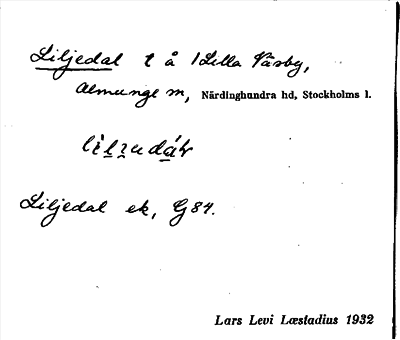 Liljedal t å 1 Lilla Väsby,
Almunge sn, Närdinghundra hd, Stockholms l.
Liljedal ek, G84.
Lars Levi Læstadius 1932